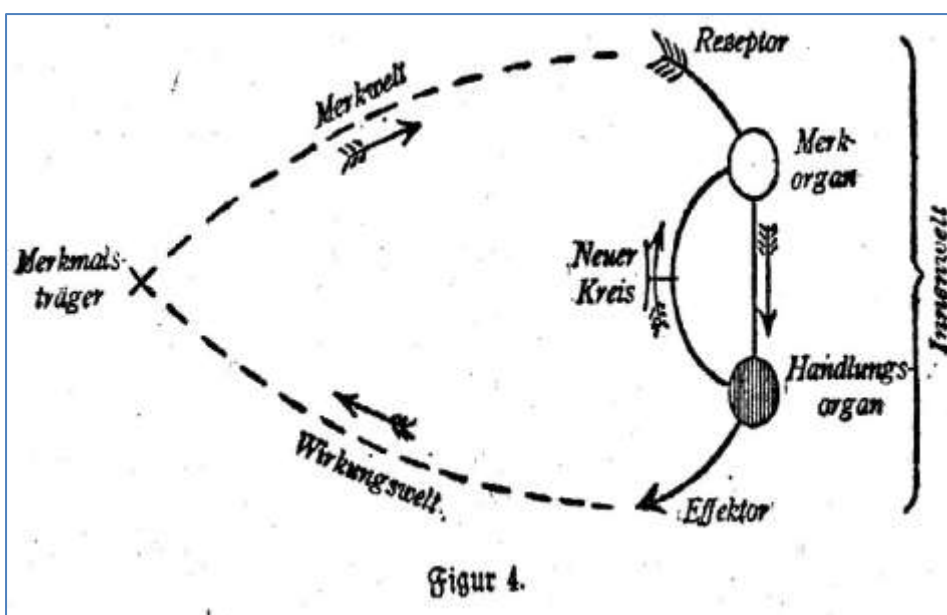 Rezeptor
Merkwelt
Merk-
organ
Merkmals-
träger
Neuer
Kreis
Innenwelt
Handlungs-
organ
Wirkungswelt.
Effektor
Figur 4.